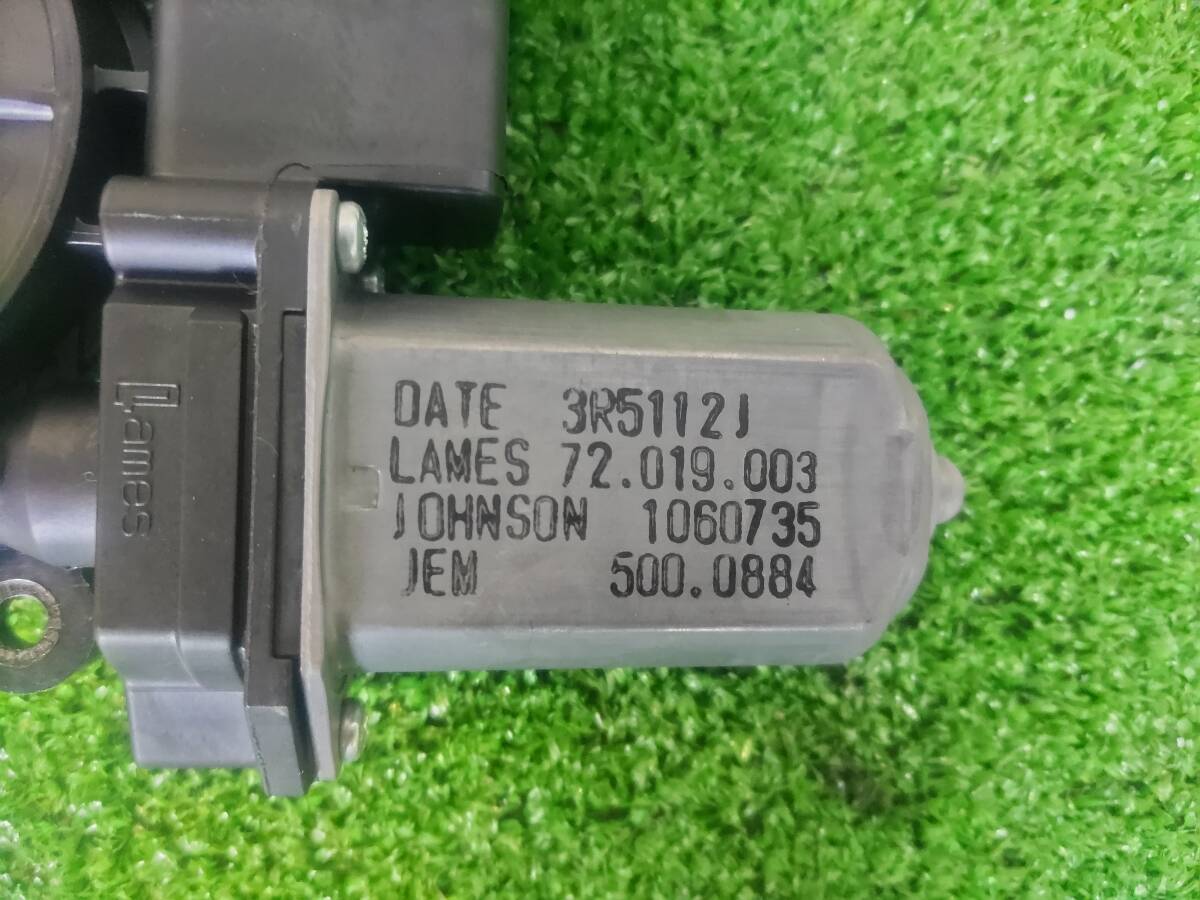 Lames
DATE 3R5112J
LAMES 72.019.003
JOHNSON 1060735
JEM 500.0884